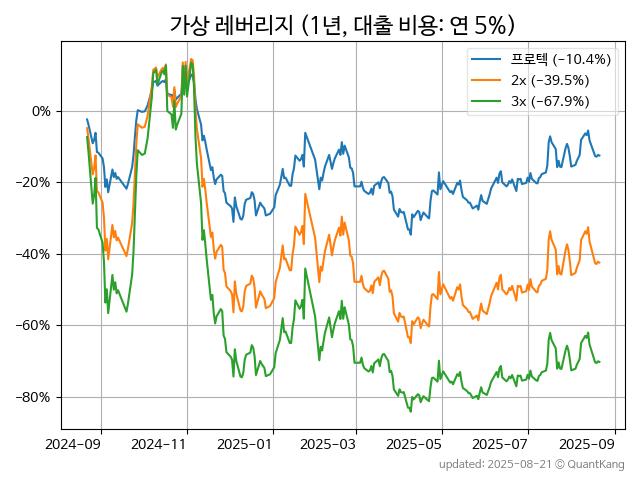 가상 레버리지 (1년, 대출 비용: 연 5%)
프로텍 (−10.4%)
2x (−39.5%)
3x (−67.9%)
0%
−20%
−40%
−60%
−80%
2024−09 2024−11 2025−01 2025−03 2025−05 2025−07 2025−09
updated: 2025-08-21 © QuantKang